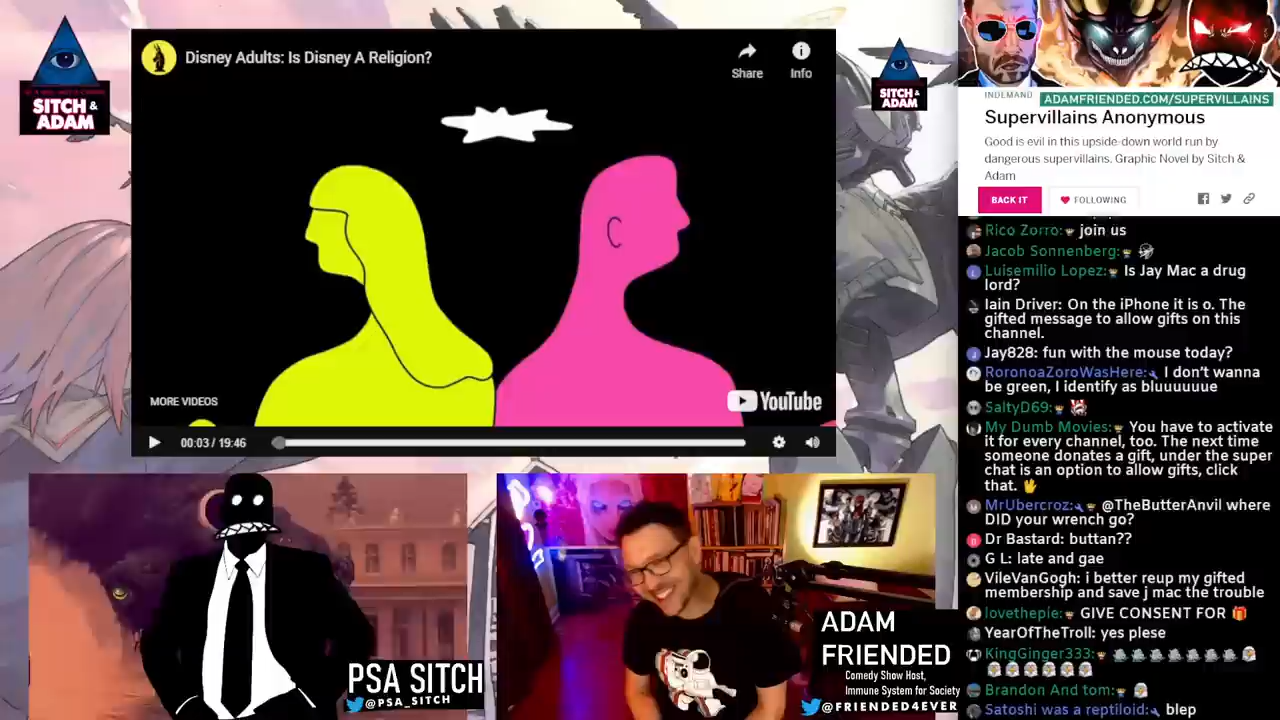 Disney Adults: Is Disney A Religion?
Share
Info
SITCH &
ADAM
SITCH &
ADAM
MORE VIDEOS
YouTube
00:03 / 19:46
PSA SITCH
@PSA_SITCH
ADAM
FRIENDED
Comedy Show Host,
Immune System for Society
@FRIENDED4EVER
INDEMAND
ADAMFRIENDED.COM/SUPERVILLAINS
Supervillains Anonymous
Good is evil in this upside-down world run by
dangerous supervillains. Graphic Novel by Sitch &
Adam
BACK IT
FOLLOWING
Rico Zorro: join us
Jacob Sonnenberg:
Luisemilio Lopez: Is Jay Mac a drug
lord?
Iain Driver: On the iPhone it is o. The
gifted message to allow gifts on this
channel.
Jay828: fun with the mouse today?
RoronoaZoroWasHere: I don't wanna
be green, I identify as bluuuuuue
SaltyD69:
My Dumb Movies: You have to activate
it for every channel, too. The next time
someone donates a gift, under the super
chat is an option to allow gifts, click
that. 🖖
MrUbercroz: @TheButterAnvil where
DID your wrench go?
Dr Bastard: buttan??
G L: late and gae
VileVanGogh: i better reup my gifted
membership and save j mac the trouble
lovethepie: GIVE CONSENT FOR 🎁
YearOfTheTroll: yes plese
KingGinger333:
Brandon And tom:
Satoshi was a reptiloid: blep